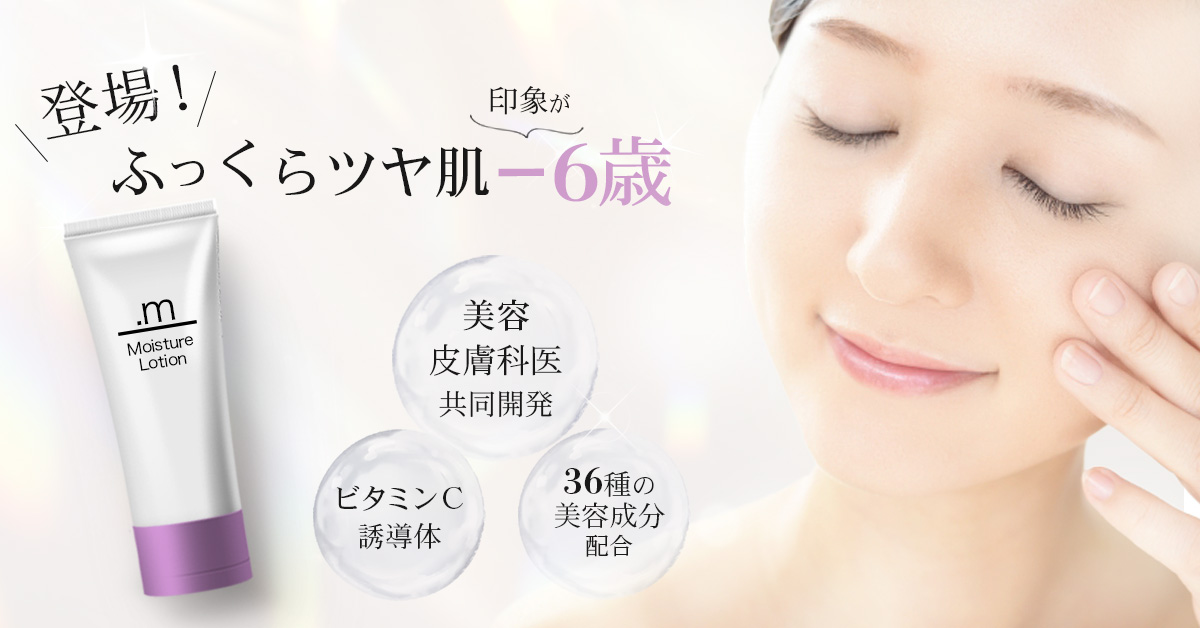 登場！
印象が
ふっくらツヤ肌－6歳
.m
Moisture
Lotion
美容
皮膚科医
共同開発
ビタミンC
誘導体
36種の
美容成分
配合